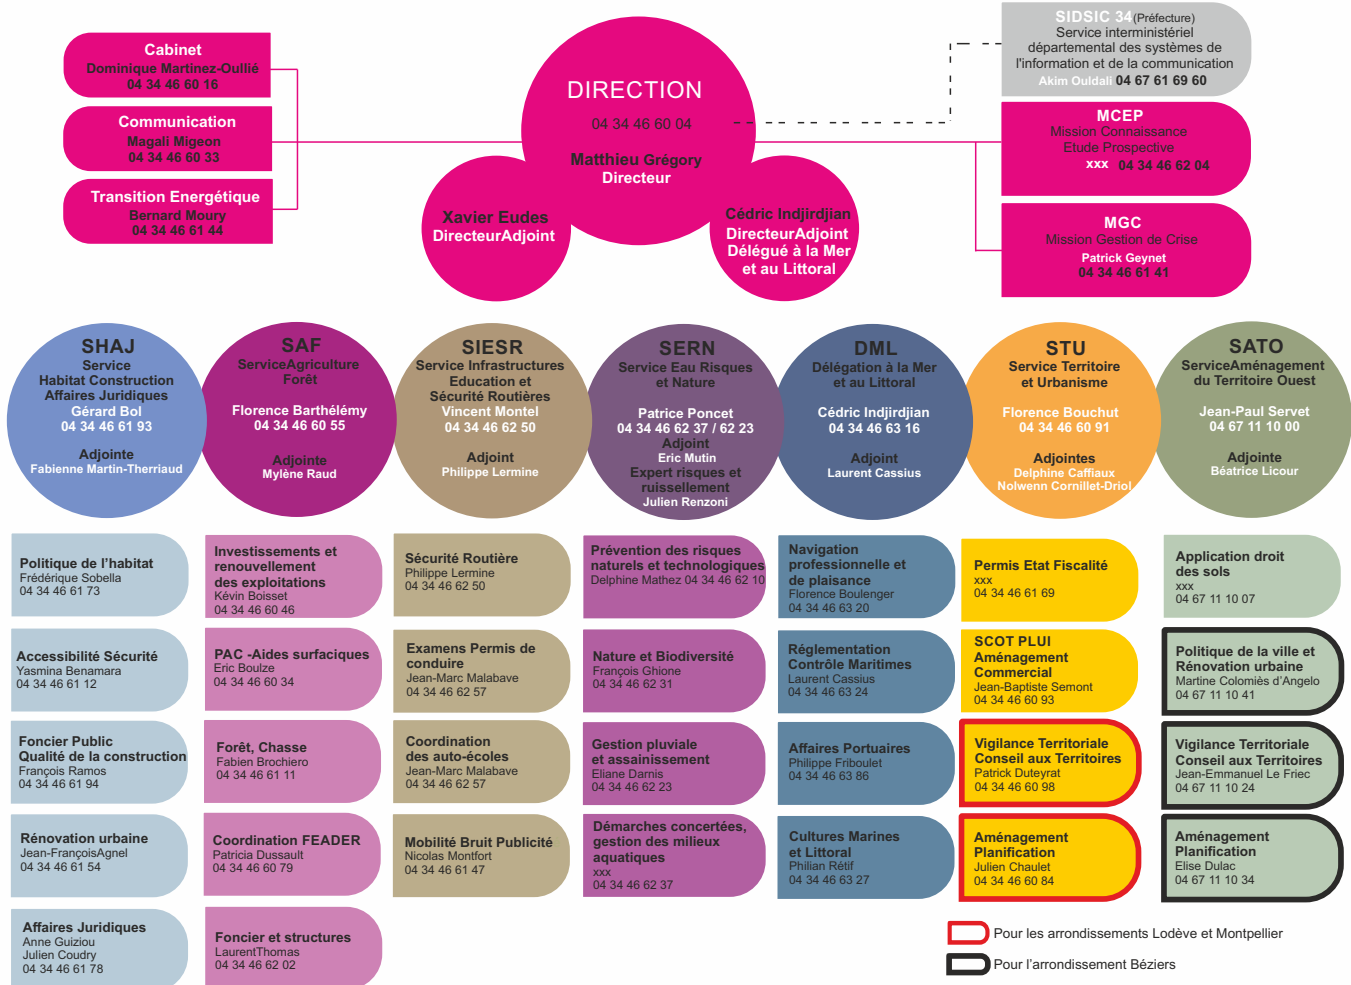 Cabinet
Dominique Martinez-Oullié
04 34 46 60 16
Communication
Magali Migeon
04 34 46 60 33
Transition Energétique
Bernard Moury
04 34 46 61 44
DIRECTION
04 34 46 60 04
Matthieu Grégory
Directeur
Xavier Eudes
DirecteurAdjoint
Cédric Indjirdjian
DirecteurAdjoint
Délégué à la Mer
et au Littoral
SIDSIC 34(Préfecture)
Service interministériel
départemental des systèmes de
l'information et de la communication
Akim Ouldali 04 67 61 69 60
MCEP
Mission Connaissance
Etude Prospective
xxx 04 34 46 62 04
MGC
Mission Gestion de Crise
Patrick Geynet
04 34 46 61 41
SHAJ
Service
Habitat Construction
Affaires Juridiques
Gérard Bol
04 34 46 61 93
Adjointe
Fabienne Martin-Therriaud
SAF
ServiceAgriculture
Forêt
Florence Barthélémy
04 34 46 60 55
Adjointe
Mylène Raud
SIESR
Service Infrastructures
Education et
Sécurité Routières
Vincent Montel
04 34 46 62 50
Adjoint
Philippe Lermine
SERN
Service Eau Risques
et Nature
Patrice Poncet
04 34 46 62 37 / 62 23
Adjoint
Eric Mutin
Expert risques et
ruissellement
Julien Renzoni
DML
Délégation à la Mer
et au Littoral
Cédric Indjirdjian
04 34 46 63 16
Adjoint
Laurent Cassius
STU
Service Territoire
et Urbanisme
Florence Bouchut
04 34 46 60 91
Adjointes
Delphine Caffiaux
Nolwenn Cornillet-Driol
SATO
ServiceAménagement
du Territoire Ouest
Jean-Paul Servet
04 67 11 10 00
Adjointe
Béatrice Licour
Politique de l'habitat
Frédérique Sobella
04 34 46 61 73
Accessibilité Sécurité
Yasmina Benamara
04 34 46 61 12
Foncier Public
Qualité de la construction
François Ramos
04 34 46 61 94
Rénovation urbaine
Jean-FrançoisAgnel
04 34 46 61 54
Affaires Juridiques
Anne Guiziou
Julien Coudry
04 34 46 61 78
Investissements et
renouvellement
des exploitations
Kévin Boisset
04 34 46 60 46
PAC -Aides surfaciques
Eric Boulze
04 34 46 60 34
Forêt, Chasse
Fabien Brochiero
04 34 46 61 11
Coordination FEADER
Patricia Dussault
04 34 46 60 79
Foncier et structures
LaurentThomas
04 34 46 62 02
Sécurité Routière
Philippe Lermine
04 34 46 62 50
Examens Permis de
conduire
Jean-Marc Malabave
04 34 46 62 57
Coordination
des auto-écoles
Jean-Marc Malabave
04 34 46 62 57
Mobilité Bruit Publicité
Nicolas Montfort
04 34 46 61 47
Prévention des risques
naturels et technologiques
Delphine Mathez 04 34 46 62 10
Nature et Biodiversité
François Ghione
04 34 46 62 31
Gestion pluviale
et assainissement
Eliane Darnis
04 34 46 62 23
Démarches concertées,
gestion des milieux
aquatiques
xxx
04 34 46 62 37
Navigation
professionnelle et
de plaisance
Florence Boulenger
04 34 46 63 20
Réglementation
Contrôle Maritimes
Laurent Cassius
04 34 46 63 24
Affaires Portuaires
Philippe Friboulet
04 34 46 63 86
Cultures Marines
et Littoral
Philian Rétif
04 34 46 63 27
Permis Etat Fiscalité
xxx
04 34 46 61 69
SCOT PLUI
Aménagement
Commercial
Jean-Baptiste Semont
04 34 46 60 93
Vigilance Territoriale
Conseil aux Territoires
Patrick Duteyrat
04 34 46 60 98
Aménagement
Planification
Julien Chaulet
04 34 46 60 84
Application droit
des sols
xxx
04 67 11 10 07
Politique de la ville et
Rénovation urbaine
Martine Colomiès d'Angelo
04 67 11 10 41
Vigilance Territoriale
Conseil aux Territoires
Jean-Emmanuel Le Friec
04 67 11 10 24
Aménagement
Planification
Elise Dulac
04 67 11 10 34
Pour les arrondissements Lodève et Montpellier
Pour l'arrondissement Béziers